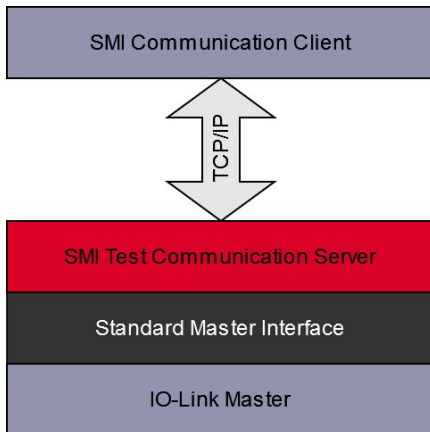 SMI Communication Client
TCP/IP
SMI Test Communication Server
Standard Master Interface
IO-Link Master